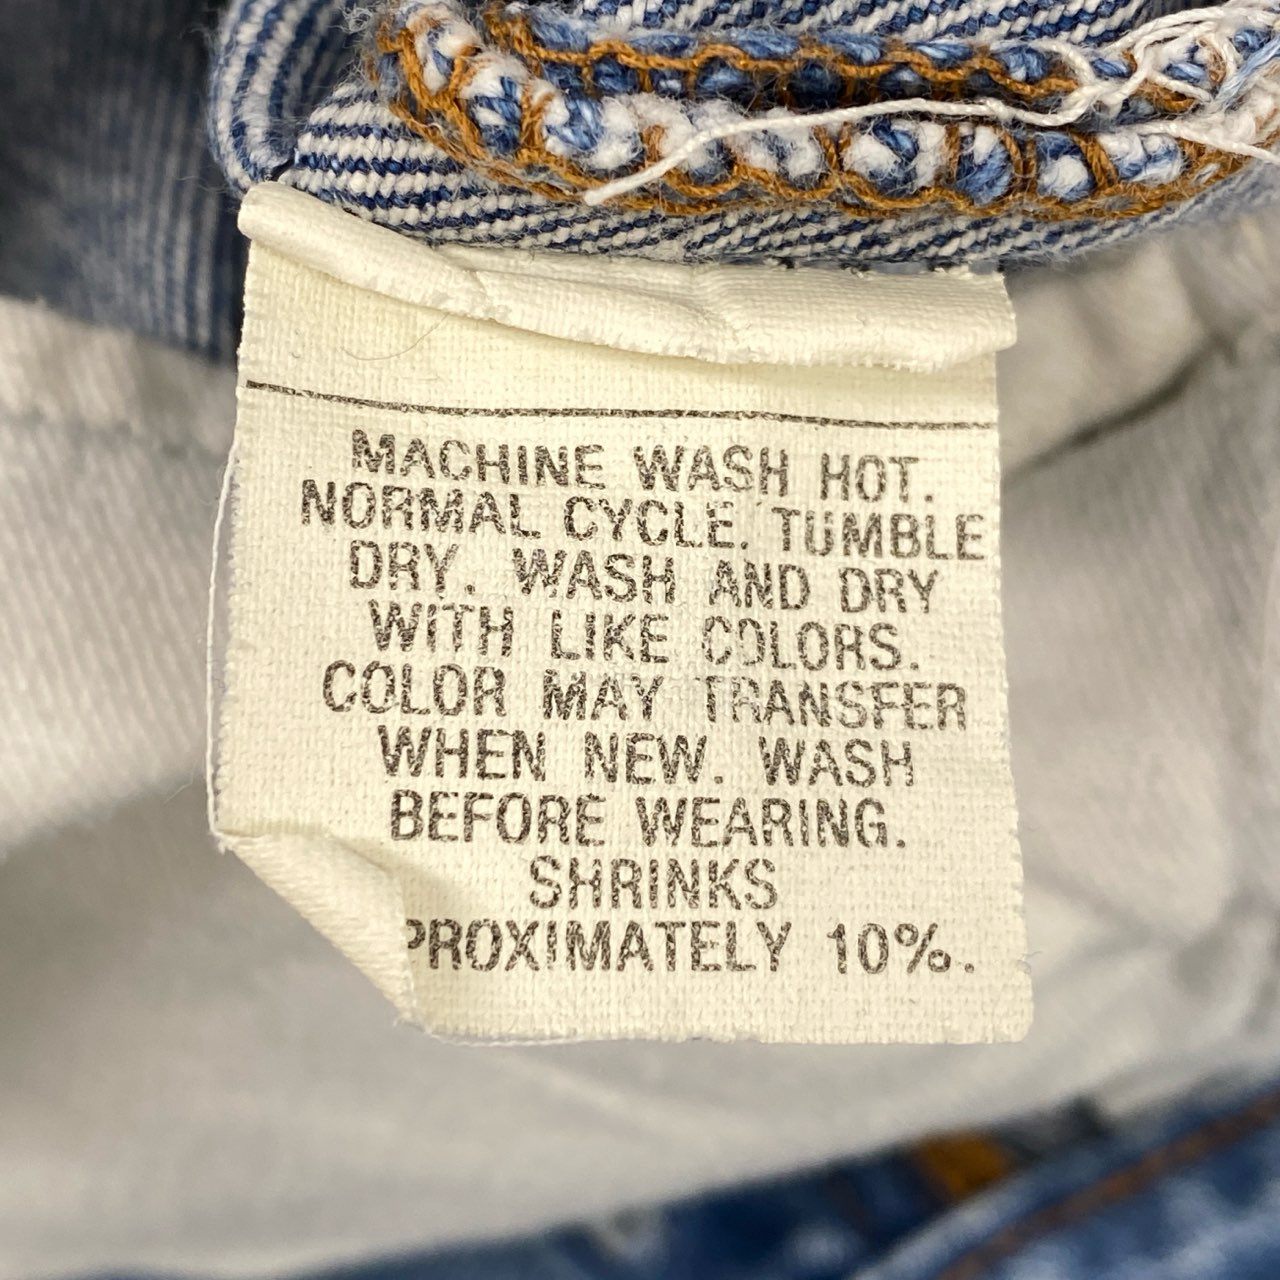 MACHINE WASH HOT.
NORMAL CYCLE. TUMBLE
DRY. WASH AND DRY
WITH LIKE COLORS.
COLOR MAY TRANSFER
WHEN NEW. WASH
BEFORE WEARING.
SHRINKS
PROXIMATELY 10%.